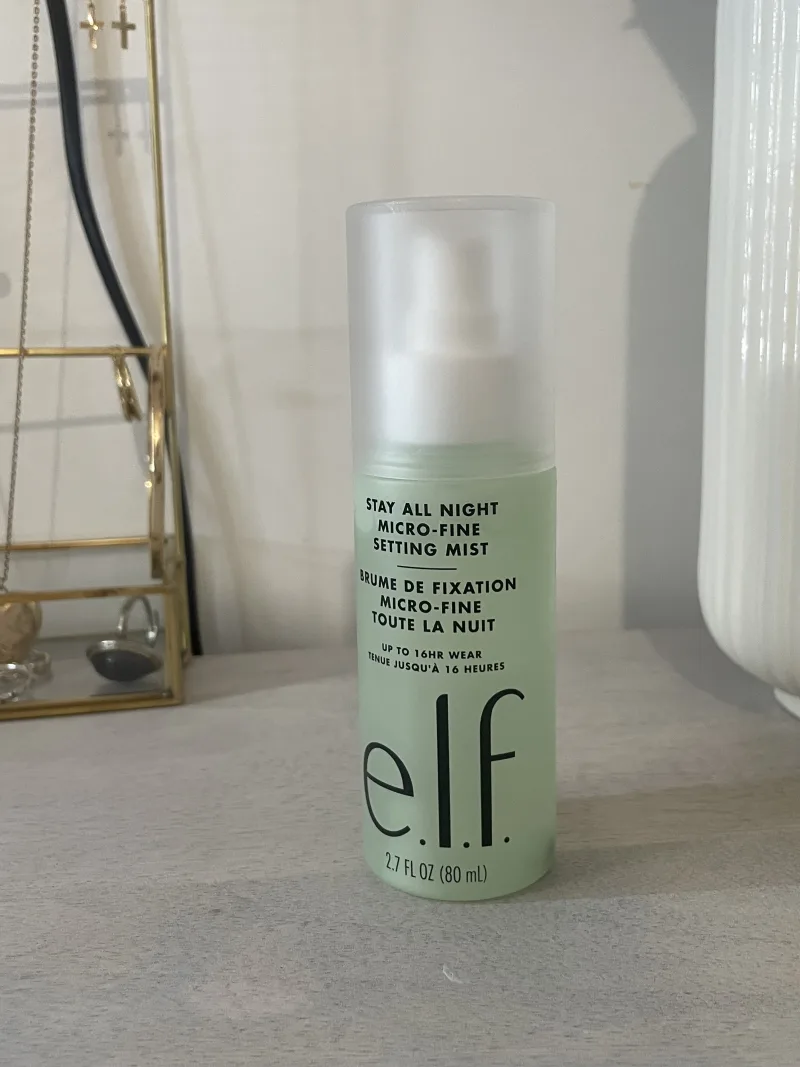 STAY ALL NIGHT
MICRO-FINE
SETTING MIST
BRUME DE FIXATION
MICRO-FINE
TOUTE LA NUIT
UP TO 16HR WEAR
TENUE JUSQU'À 16 HEURES
e.l.f.
2.7 FL OZ (80 mL)